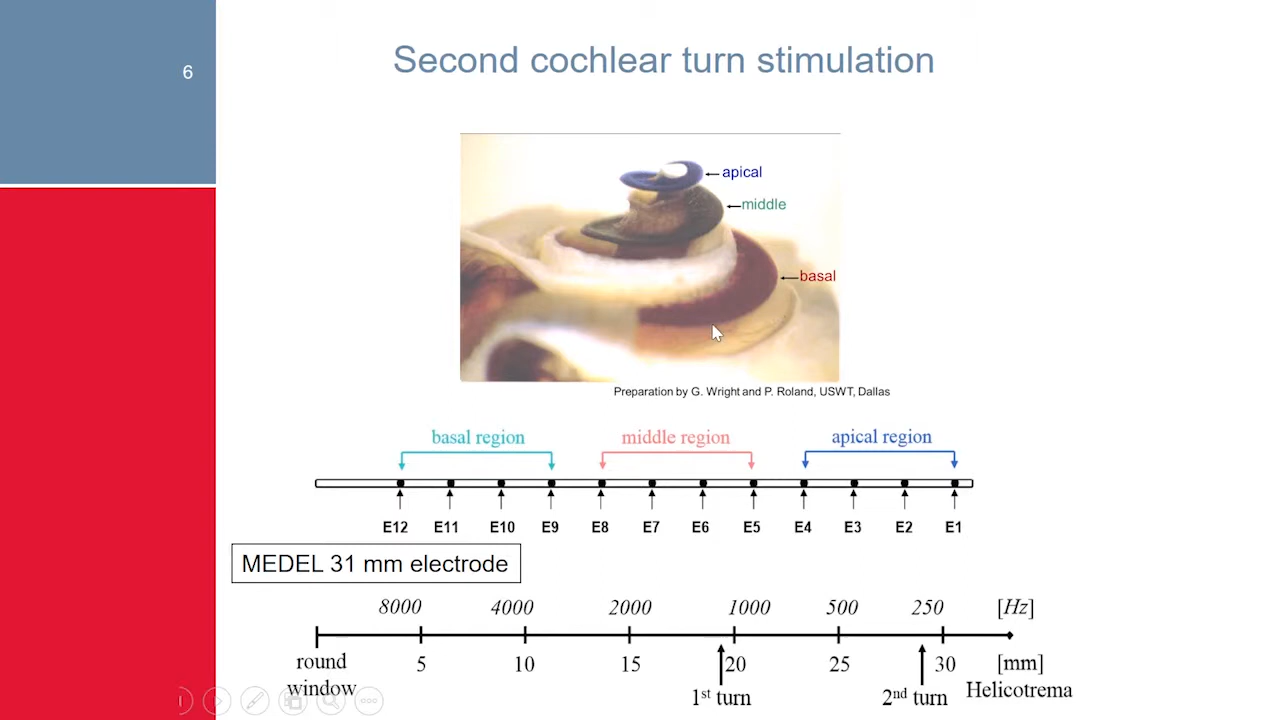 6
Second cochlear turn stimulation
apical
middle
basal
Preparation by G. Wright and P. Roland, USWT, Dallas
basal region middle region apical region
E12 E11 E10 E9 E8 E7 E6 E5 E4 E3 E2 E1
MEDEL 31 mm electrode
8000 4000 2000 1000 500 250 [Hz]
round window 5 10 15 20 25 30 [mm]
1st turn 2nd turn Helicotrema